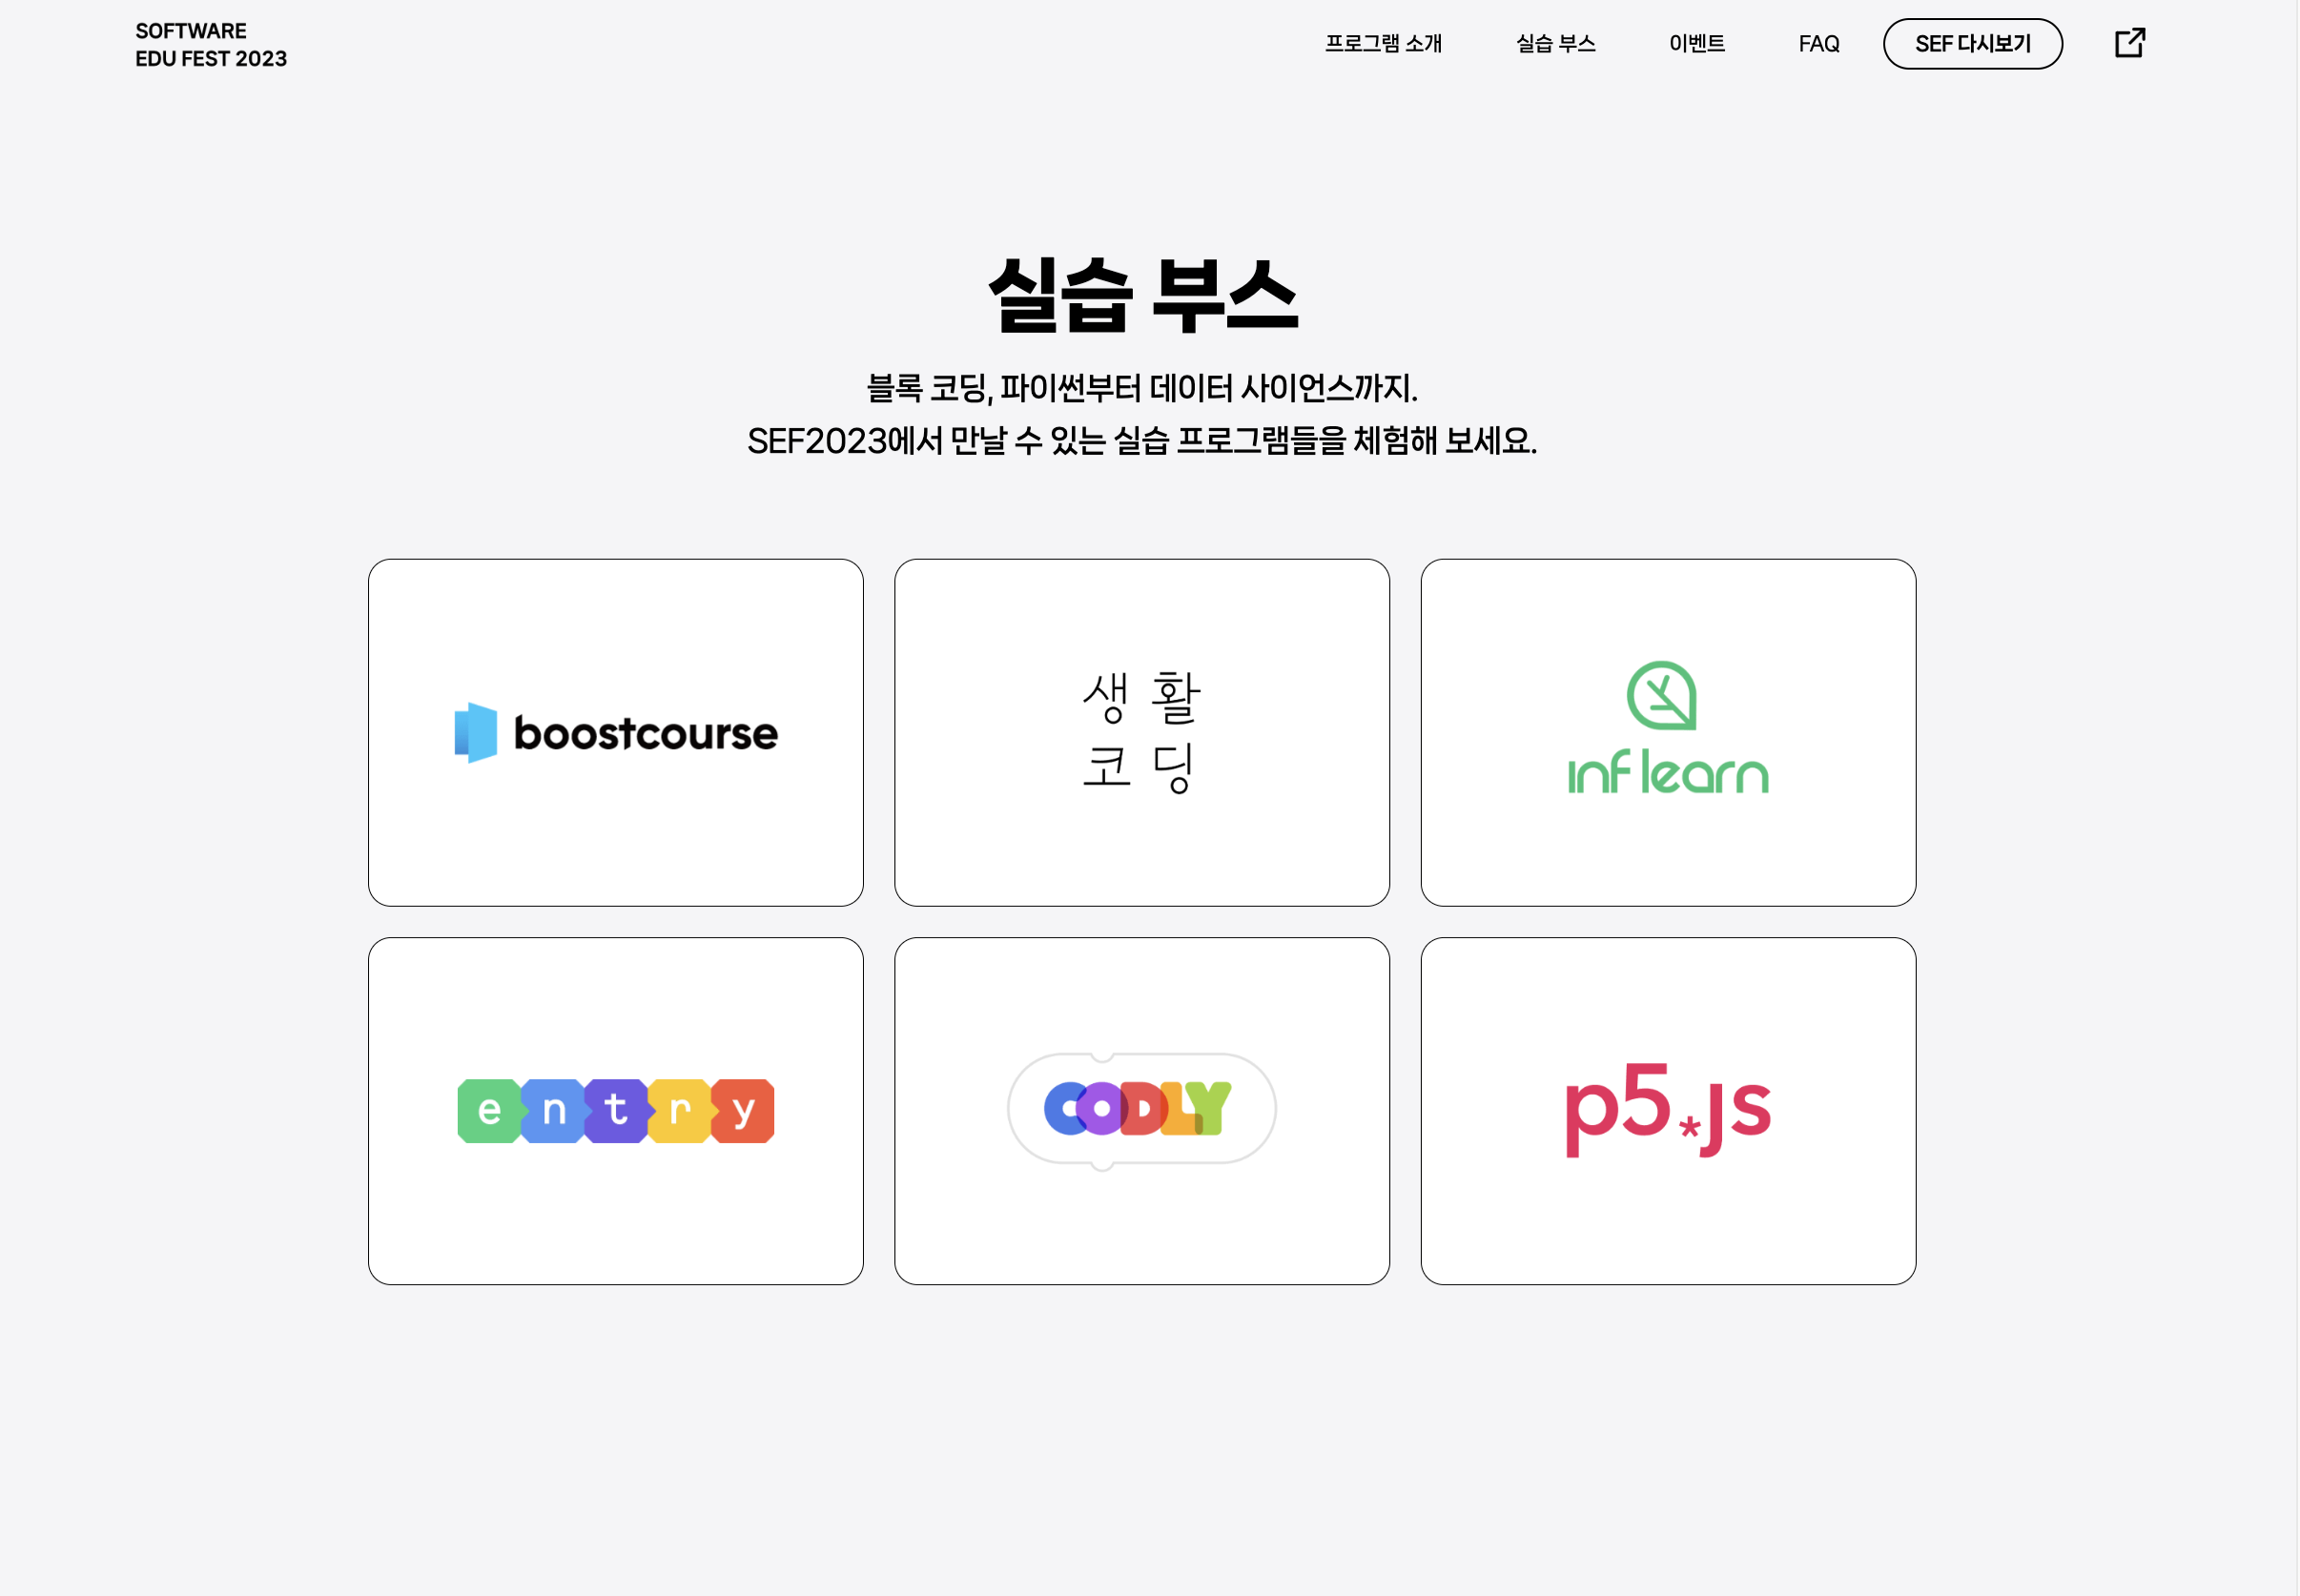 SOFTWARE
EDU FEST 2023
프로그램 소개
실습 부스
이벤트
FAQ
SEF 다시보기
실습 부스
블록 코딩, 파이썬부터 데이터 사이언스까지.
SEF2023에서 만날 수 있는 실습 프로그램들을 체험해 보세요.
boostcourse
생활
코딩
inflearn
entry
CODLY
p5*js